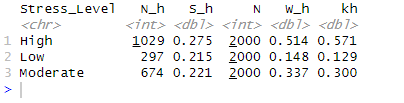 Stress_Level N_h S_h N W_h kh
<chr> <int> <dbl> <int> <dbl> <dbl>
1 High 1029 0.275 2000 0.514 0.571
2 Low 297 0.215 2000 0.148 0.129
3 Moderate 674 0.221 2000 0.337 0.300
>